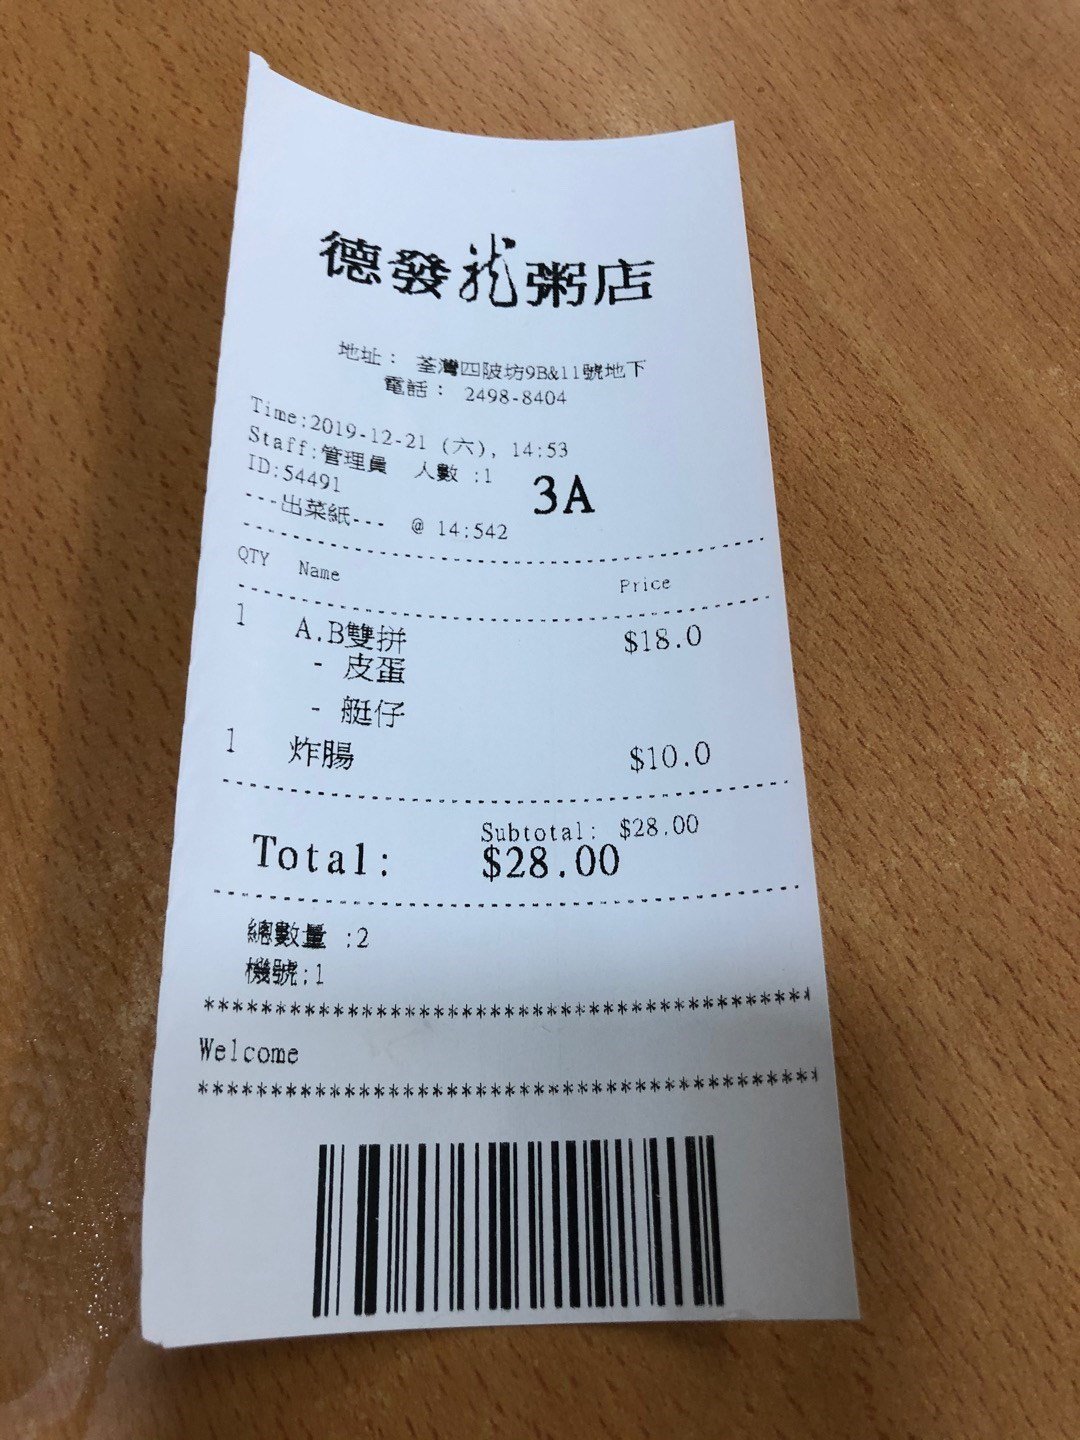 德發龍粥店
地址： 荃灣四陂坊9B&11號地下
電話： 2498-8404
Time:2019-12-21 (六), 14:53
Staff:管理員 人數 :1
ID:54491 3A
---出菜紙--- @ 14:542
QTY Name Price
1 A.B雙拼 $18.0
- 皮蛋
- 艇仔
1 炸腸 $10.0
Subtotal: $28.00
Total: $28.00
總數量 :2
機號:1
*******************************************
Welcome
*******************************************